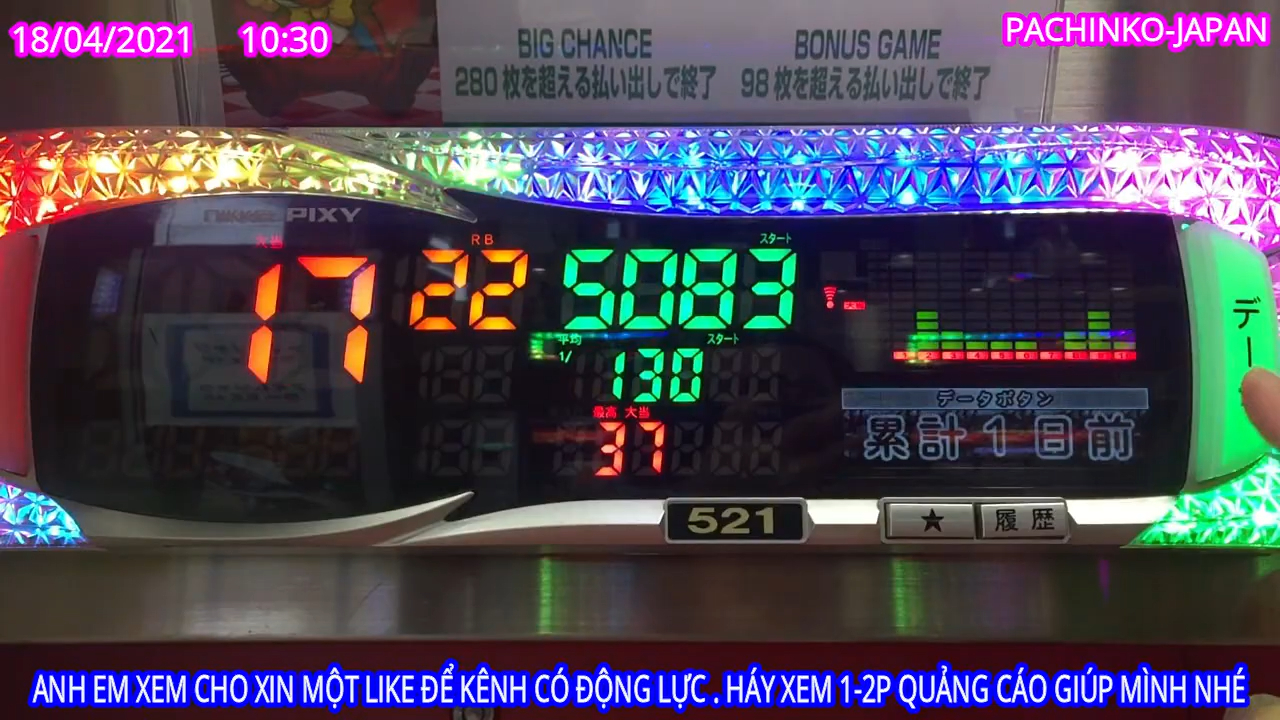 18/04/2021 10:30
PACHINKO-JAPAN
BIG CHANCE
280枚を超える払い出しで終了
BONUS GAME
98枚を超える払い出しで終了
PIXY
大当
17
RB
22
スタート
5083
平均
1/
スタート
130
最高 大当
37
データボタン
累計1日前
デー
521
★
履歴
ANH EM XEM CHO XIN MỘT LIKE ĐỂ KÊNH CÓ ĐỘNG LỰC . HÁY XEM 1-2P QUẢNG CÁO GIÚP MÌNH NHÉ